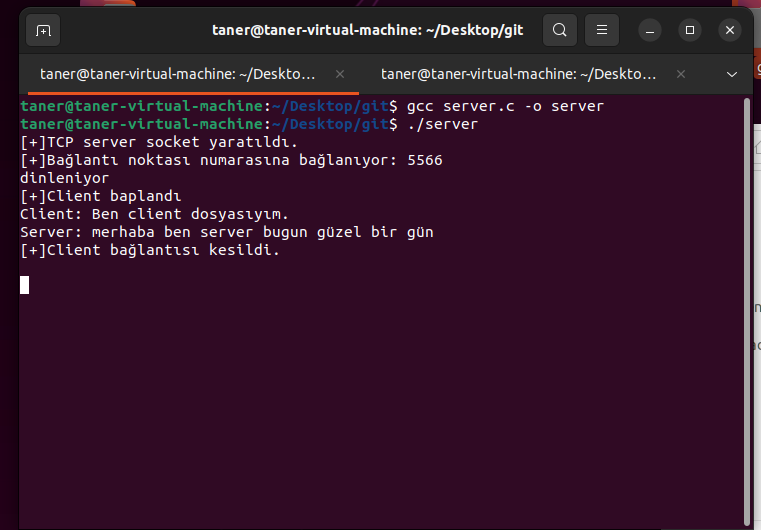 taner@taner-virtual-machine: ~/Desktop/git
taner@taner-virtual-machine: ~/Deskto...
taner@taner-virtual-machine: ~/Deskto...
taner@taner-virtual-machine:~/Desktop/git$ gcc server.c -o server
taner@taner-virtual-machine:~/Desktop/git$ ./server
[+]TCP server socket yaratıldı.
[+]Bağlantı noktası numarasına bağlanıyor: 5566
dinleniyor
[+]Client baplandı
Client: Ben client dosyasıyım.
Server: merhaba ben server bugun güzel bir gün
[+]Client bağlantısı kesildi.